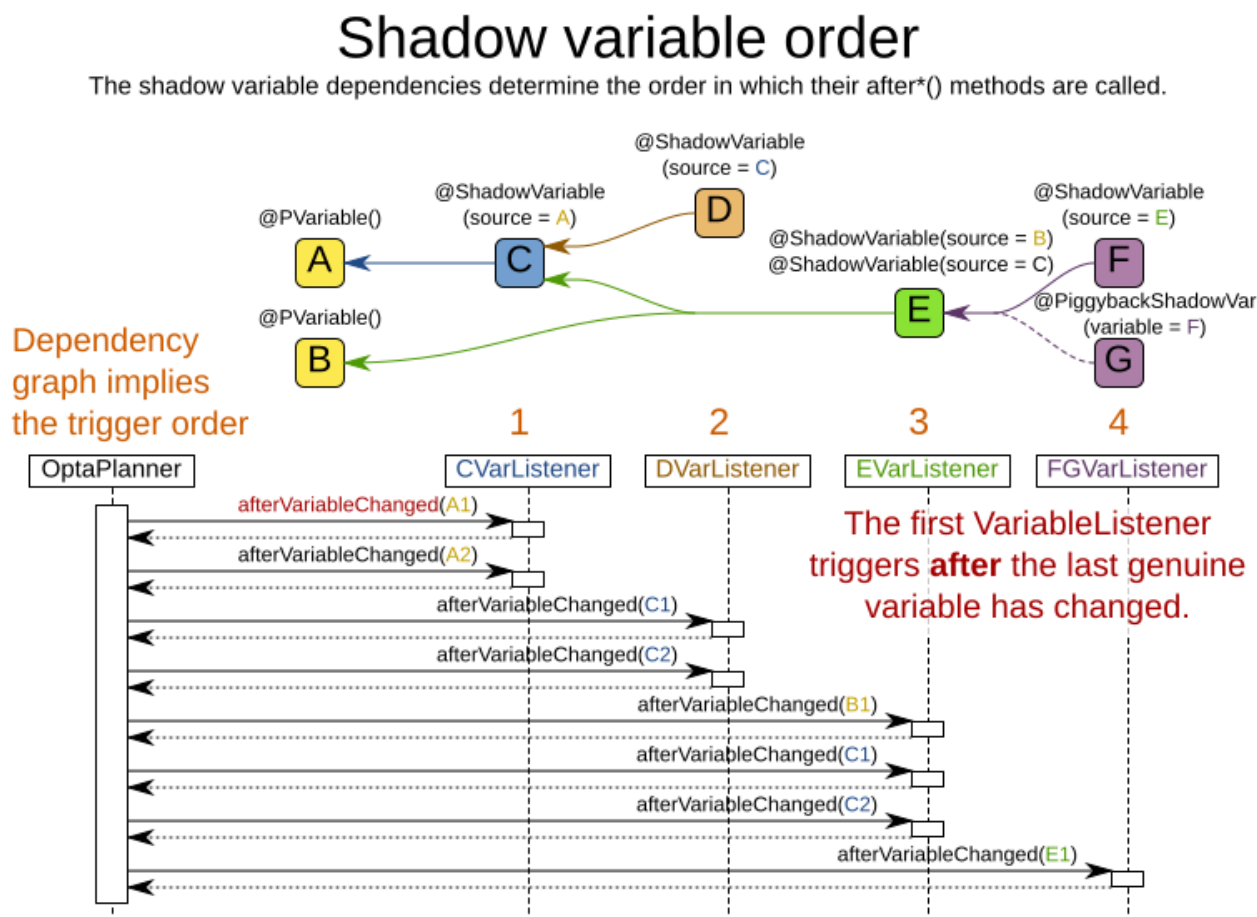 Shadow variable order
The shadow variable dependencies determine the order in which their after*() methods are called.
@ShadowVariable
(source = C)
D
@ShadowVariable
(source = A)
@ShadowVariable
(source = E)
@PVariable()
A
C
@ShadowVariable(source = B)
@ShadowVariable(source = C)
F
E
@PiggybackShadowVar
(variable = F)
G
@PVariable()
B
Dependency
graph implies
the trigger order
1
2
3
4
OptaPlanner
CVarListener
DVarListener
EVarListener
FGVarListener
afterVariableChanged(A1)
The first VariableListener
triggers after the last genuine
variable has changed.
afterVariableChanged(A2)
afterVariableChanged(C1)
afterVariableChanged(C2)
afterVariableChanged(B1)
afterVariableChanged(C1)
afterVariableChanged(C2)
afterVariableChanged(E1)